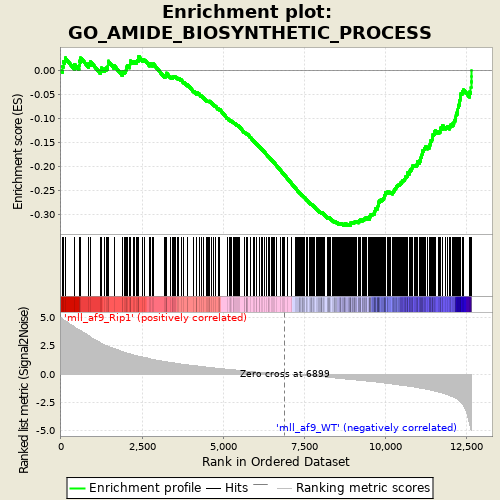 Enrichment plot:
GO_AMIDE_BIOSYNTHETIC_PROCESS
Enrichment score (ES)
0.00
-0.05
-0.10
-0.15
-0.20
-0.25
-0.30
'mll_af9_Rip1' (positively correlated)
Ranked list metric (Signal2Noise)
5.0
2.5
0.0
-2.5
-5.0
Zero cross at 6899
'mll_af9_WT' (negatively correlated)
0
2,500
5,000
7,500
10,000
12,500
Rank in Ordered Dataset
Enrichment profile
Hits
Ranking metric scores